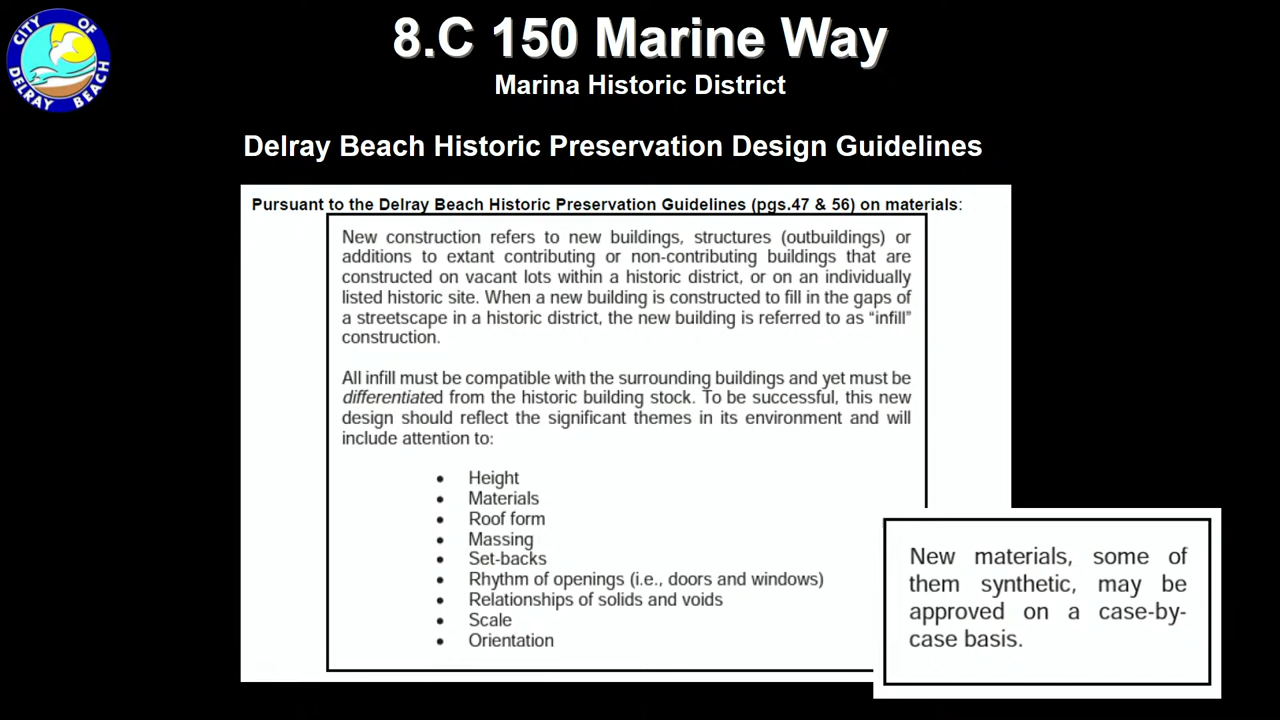 CITY OF
DELRAY BEACH
8.C 150 Marine Way
Marina Historic District
Delray Beach Historic Preservation Design Guidelines
Pursuant to the Delray Beach Historic Preservation Guidelines (pgs.47 & 56) on materials:
New construction refers to new buildings, structures (outbuildings) or
additions to extant contributing or non-contributing buildings that are
constructed on vacant lots within a historic district, or on an individually
listed historic site. When a new building is constructed to fill in the gaps of
a streetscape in a historic district, the new building is referred to as “infill”
construction.
All infill must be compatible with the surrounding buildings and yet must be
differentiated from the historic building stock. To be successful, this new
design should reflect the significant themes in its environment and will
include attention to:
• Height
• Materials
• Roof form
• Massing
• Set-backs
• Rhythm of openings (i.e., doors and windows)
• Relationships of solids and voids
• Scale
• Orientation
New materials, some of
them synthetic, may be
approved on a case-by-
case basis.